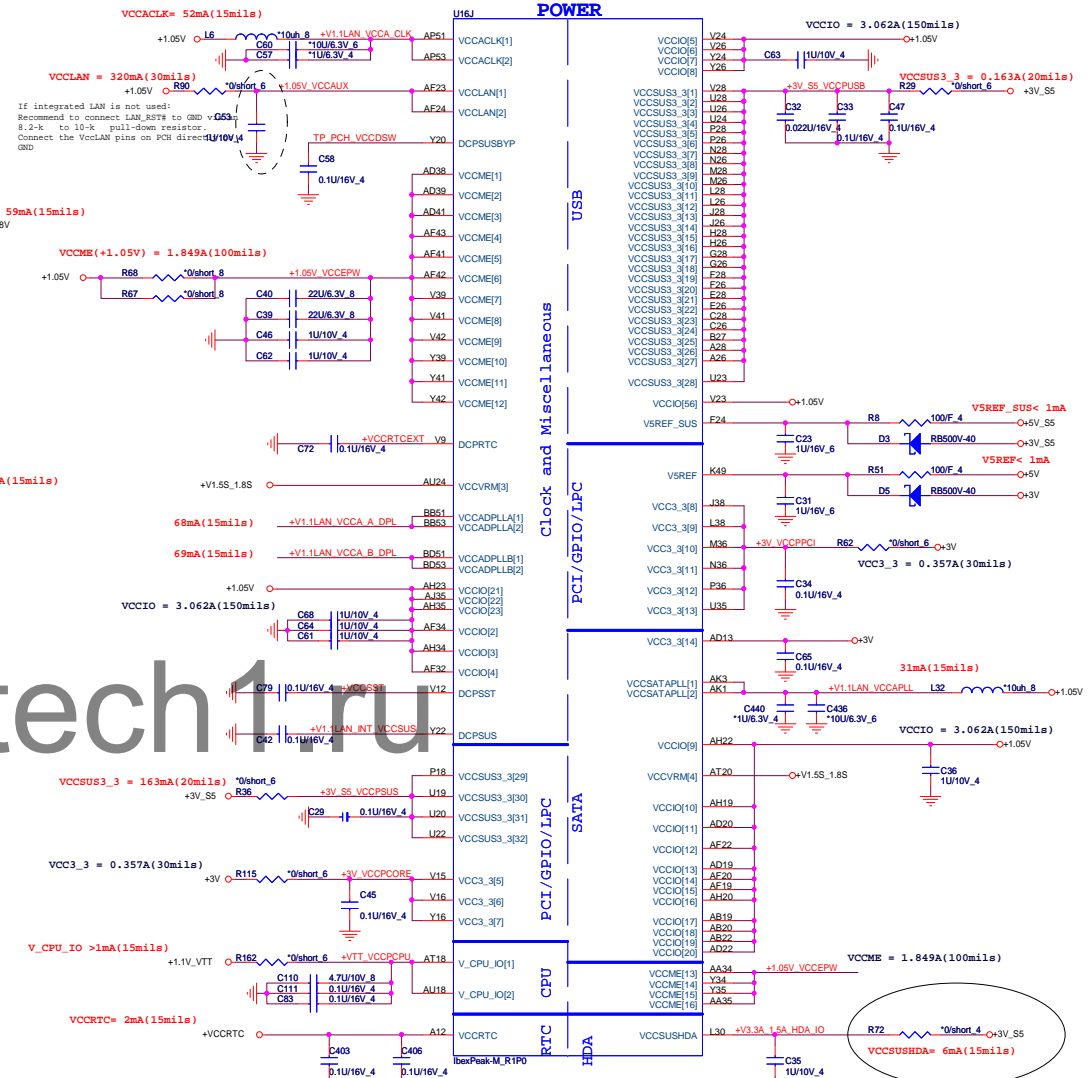 POWER
U16J
VCCACLK= 52mA(15mils)
+1.05V
L6
*10uh_8
+V1.1LAN_VCCA_CLK
C60
*10U/6.3V_6
C57
*1U/6.3V_4
AP51
VCCACLK[1]
AP53
VCCACLK[2]
VCCLAN = 320mA(30mils)
+1.05V
R90
*0/short_6
+1.05V_VCCAUX
AF23
VCCLAN[1]
AF24
VCCLAN[2]
If integrated LAN is not used:
Recommend to connect LAN_RST# to GND
8.2-k to 10-k pull-down resistor.
Connect the VccLAN pins on PCH
GND
C53
1U/10V_4
TP_PCH_VCCDSW
Y20
DCPSUSBYP
C58
0.1U/16V_4
59mA(15mils)
8V
VCCME(+1.05V) = 1.849A(100mils)
+1.05V
R68
*0/short_8
+1.05V_VCCEPW
R67
*0/short_8
C40
22U/6.3V_8
C39
22U/6.3V_8
C46
1U/10V_4
C62
1U/10V_4
AD38
VCCME[1]
AD39
VCCME[2]
AD41
VCCME[3]
AF43
VCCME[4]
AF41
VCCME[5]
AF42
VCCME[6]
V39
VCCME[7]
V41
VCCME[8]
V42
VCCME[9]
Y39
VCCME[10]
Y41
VCCME[11]
Y42
VCCME[12]
C72
0.1U/16V_4
+VCCRTCEXT
V9
DCPRTC
A(15mils)
+V1.5S_1.8S
AU24
VCCVRM[3]
68mA(15mils)
+V1.1LAN_VCCA_A_DPL
BB51
VCCADPLLA[1]
BB53
VCCADPLLA[2]
69mA(15mils)
+V1.1LAN_VCCA_B_DPL
BD51
VCCADPLLB[1]
BD53
VCCADPLLB[2]
+1.05V
VCCIO = 3.062A(150mils)
C68
1U/10V_4
C64
1U/10V_4
C61
1U/10V_4
AH23
VCCIO[21]
AJ35
VCCIO[22]
AH35
VCCIO[23]
AF34
VCCIO[2]
AH34
VCCIO[3]
AF32
VCCIO[4]
tech1.ru
C79
0.1U/16V_4
+VCCSST
V12
DCPSST
C42
0.1U/16V_4
+V1.1LAN_INT_VCCSUS
Y22
DCPSUS
VCCSUS3_3 = 163mA(20mils)
+3V_S5
R36
*0/short_6
+3V_S5_VCCPSUS
C29
0.1U/16V_4
P18
VCCSUS3_3[29]
U19
VCCSUS3_3[30]
U20
VCCSUS3_3[31]
U22
VCCSUS3_3[32]
VCC3_3 = 0.357A(30mils)
+3V
R115
*0/short_6
+3V_VCCPCORE
C45
0.1U/16V_4
V15
VCC3_3[5]
V16
VCC3_3[6]
Y16
VCC3_3[7]
V_CPU_IO >1mA(15mils)
+1.1V_VTT
R162
*0/short_6
+VTT_VCCPCPU
C110
4.7U/10V_8
C111
0.1U/16V_4
C83
0.1U/16V_4
AT18
V_CPU_IO[1]
AU18
V_CPU_IO[2]
VCCRTC= 2mA(15mils)
+VCCRTC
A12
VCCRTC
C403
0.1U/16V_4
C406
0.1U/16V_4
IbexPeak-M_R1P0
Clock and Miscellaneous
USB
PCI/GPIO/LPC
SATA
PCI/GPIO/LPC
CPU
RTC
HDA
VCCIO = 3.062A(150mils)
+1.05V
C63
1U/10V_4
VCCIO[5]
V24
VCCIO[6]
V26
VCCIO[7]
Y24
VCCIO[8]
Y26
VCCSUS3_3 = 0.163A(20mils)
+3V_S5_VCCPUSB
R29
*0/short_6
+3V_S5
C32
0.022U/16V_4
C33
0.1U/16V_4
C47
0.1U/16V_4
VCCSUS3_3[1]
V28
VCCSUS3_3[2]
U28
VCCSUS3_3[3]
U26
VCCSUS3_3[4]
U24
VCCSUS3_3[5]
P28
VCCSUS3_3[6]
P26
VCCSUS3_3[7]
N28
VCCSUS3_3[8]
N26
VCCSUS3_3[9]
M28
VCCSUS3_3[10]
M26
VCCSUS3_3[11]
L28
VCCSUS3_3[12]
L26
VCCSUS3_3[13]
J28
VCCSUS3_3[14]
J26
VCCSUS3_3[15]
H28
VCCSUS3_3[16]
H26
VCCSUS3_3[17]
G28
VCCSUS3_3[18]
G26
VCCSUS3_3[19]
F28
VCCSUS3_3[20]
F26
VCCSUS3_3[21]
E28
VCCSUS3_3[22]
E26
VCCSUS3_3[23]
C28
VCCSUS3_3[24]
C26
VCCSUS3_3[25]
B27
VCCSUS3_3[26]
A28
VCCSUS3_3[27]
A26
VCCSUS3_3[28]
U23
VCCIO[56]
V23
+1.05V
V5REF_SUS
F24
V5REF_SUS< 1mA
R8
100/F_4
+5V_S5
D3
RB500V-40
+3V_S5
C23
1U/16V_6
V5REF< 1mA
V5REF
K49
R51
100/F_4
+5V
D5
RB500V-40
+3V
C31
1U/16V_6
VCC3_3[8]
J38
VCC3_3[9]
L38
VCC3_3[10]
M36
VCC3_3[11]
N36
VCC3_3[12]
P36
VCC3_3[13]
U35
+3V_VCCPPCI
R62
*0/short_6
+3V
VCC3_3 = 0.357A(30mils)
C34
0.1U/16V_4
VCC3_3[14]
AD13
+3V
C65
0.1U/16V_4
31mA(15mils)
VCCSATAPLL[1]
AK3
VCCSATAPLL[2]
AK1
+V1.1LAN_VCCAPLL
L32
*10uh_8
+1.05V
C440
*1U/6.3V_4
C436
*10U/6.3V_6
VCCIO = 3.062A(150mils)
VCCIO[9]
AH22
+1.05V
C36
1U/10V_4
VCCVRM[4]
AT20
+V1.5S_1.8S
VCCIO[10]
AH19
VCCIO[11]
AD20
VCCIO[12]
AF22
VCCIO[13]
AD19
VCCIO[14]
AF20
VCCIO[15]
AF19
VCCIO[16]
AH20
VCCIO[17]
AB19
VCCIO[18]
AB20
VCCIO[19]
AB22
VCCIO[20]
AD22
VCCME = 1.849A(100mils)
VCCME[13]
AA34
+1.05V_VCCEPW
VCCME[14]
Y34
VCCME[15]
Y35
VCCME[16]
AA35
VCCSUSHDA
L30
+V3.3A_1.5A_HDA_IO
R72
*0/short_4
+3V_S5
VCCSUSHDA= 6mA(15mils)
C35
1U/10V_4